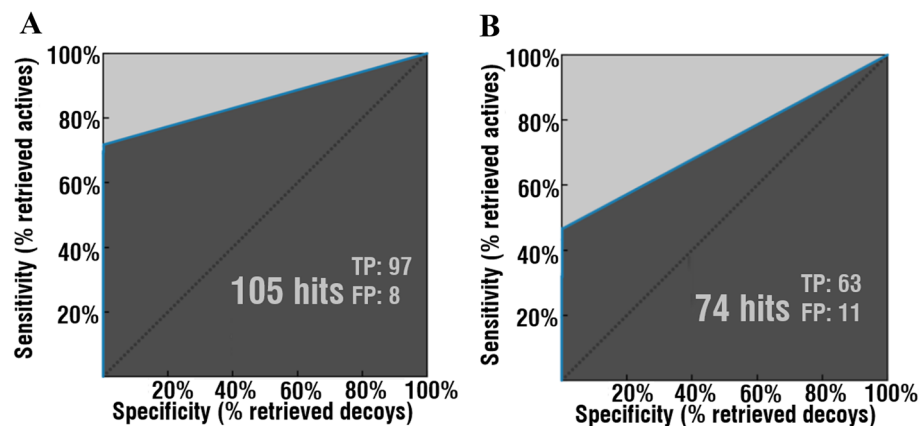 A
100%
80%
60%
40%
20%
Sensitivity (% retrieved actives)
105 hits
TP: 97
FP: 8
20% 40% 60% 80% 100%
Specificity (% retrieved decoys)
B
100%
80%
60%
40%
20%
Sensitivity (% retrieved actives)
74 hits
TP: 63
FP: 11
20% 40% 60% 80% 100%
Specificity (% retrieved decoys)